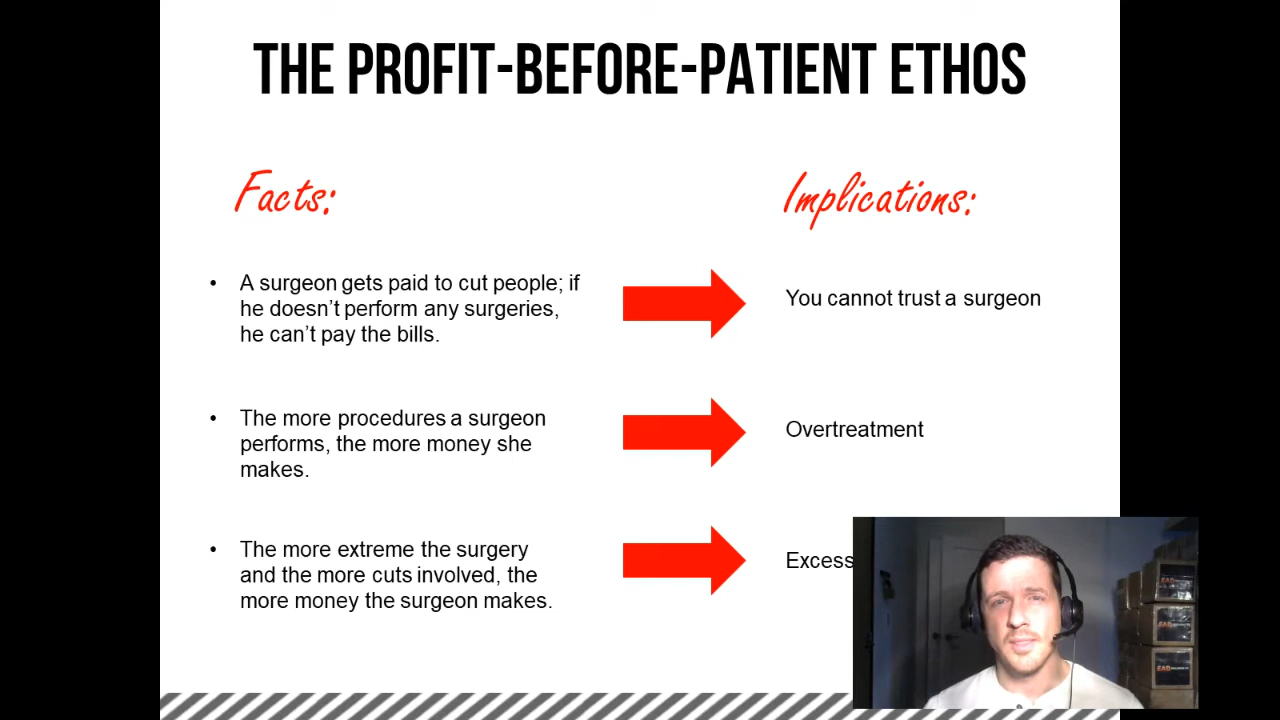 THE PROFIT-BEFORE-PATIENT ETHOS
Facts:
Implications:
• A surgeon gets paid to cut people; if
he doesn’t perform any surgeries,
he can’t pay the bills.
You cannot trust a surgeon
• The more procedures a surgeon
performs, the more money she
makes.
Overtreatment
• The more extreme the surgery
and the more cuts involved, the
more money the surgeon makes.
Excess